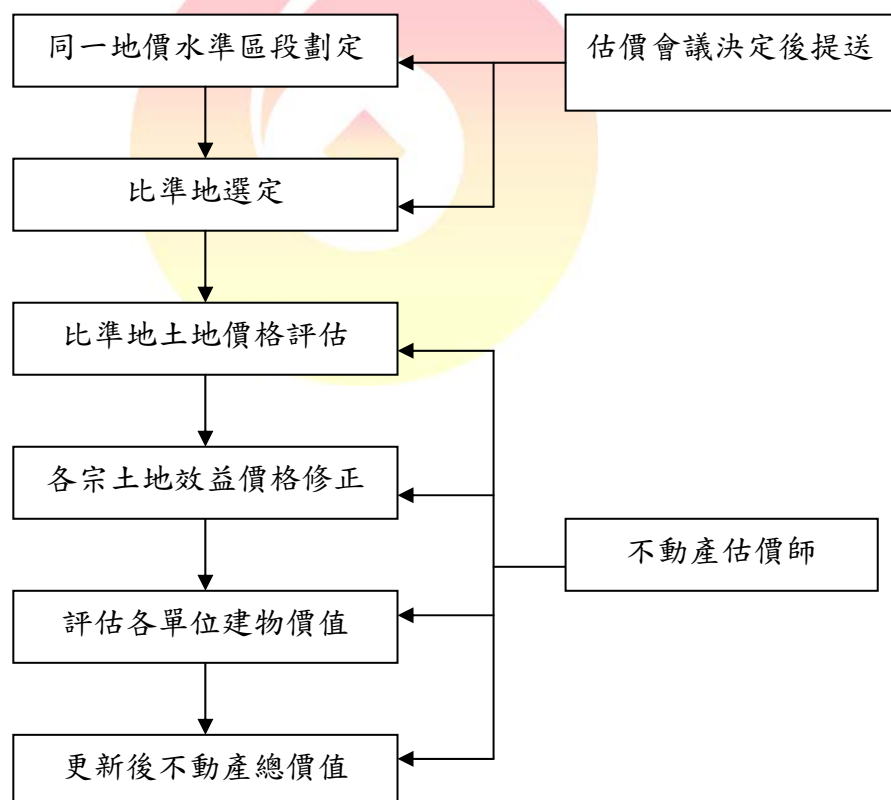 同一地價水準區段劃定
估價會議決定後提送
比準地選定
比準地土地價格評估
各宗土地效益價格修正
不動產估價師
評估各單位建物價值
更新後不動產總價值